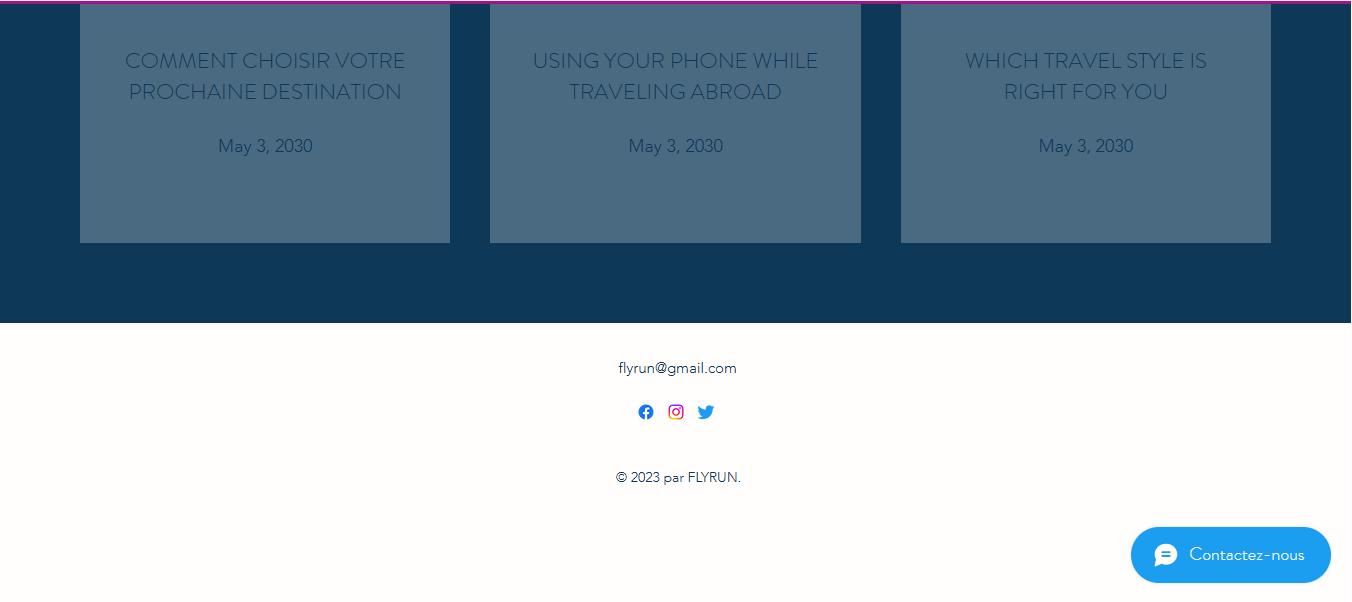 COMMENT CHOISIR VOTRE
PROCHAINE DESTINATION
May 3, 2030
USING YOUR PHONE WHILE
TRAVELING ABROAD
May 3, 2030
WHICH TRAVEL STYLE IS
RIGHT FOR YOU
May 3, 2030
flyrun@gmail.com
© 2023 par FLYRUN.
Contactez-nous